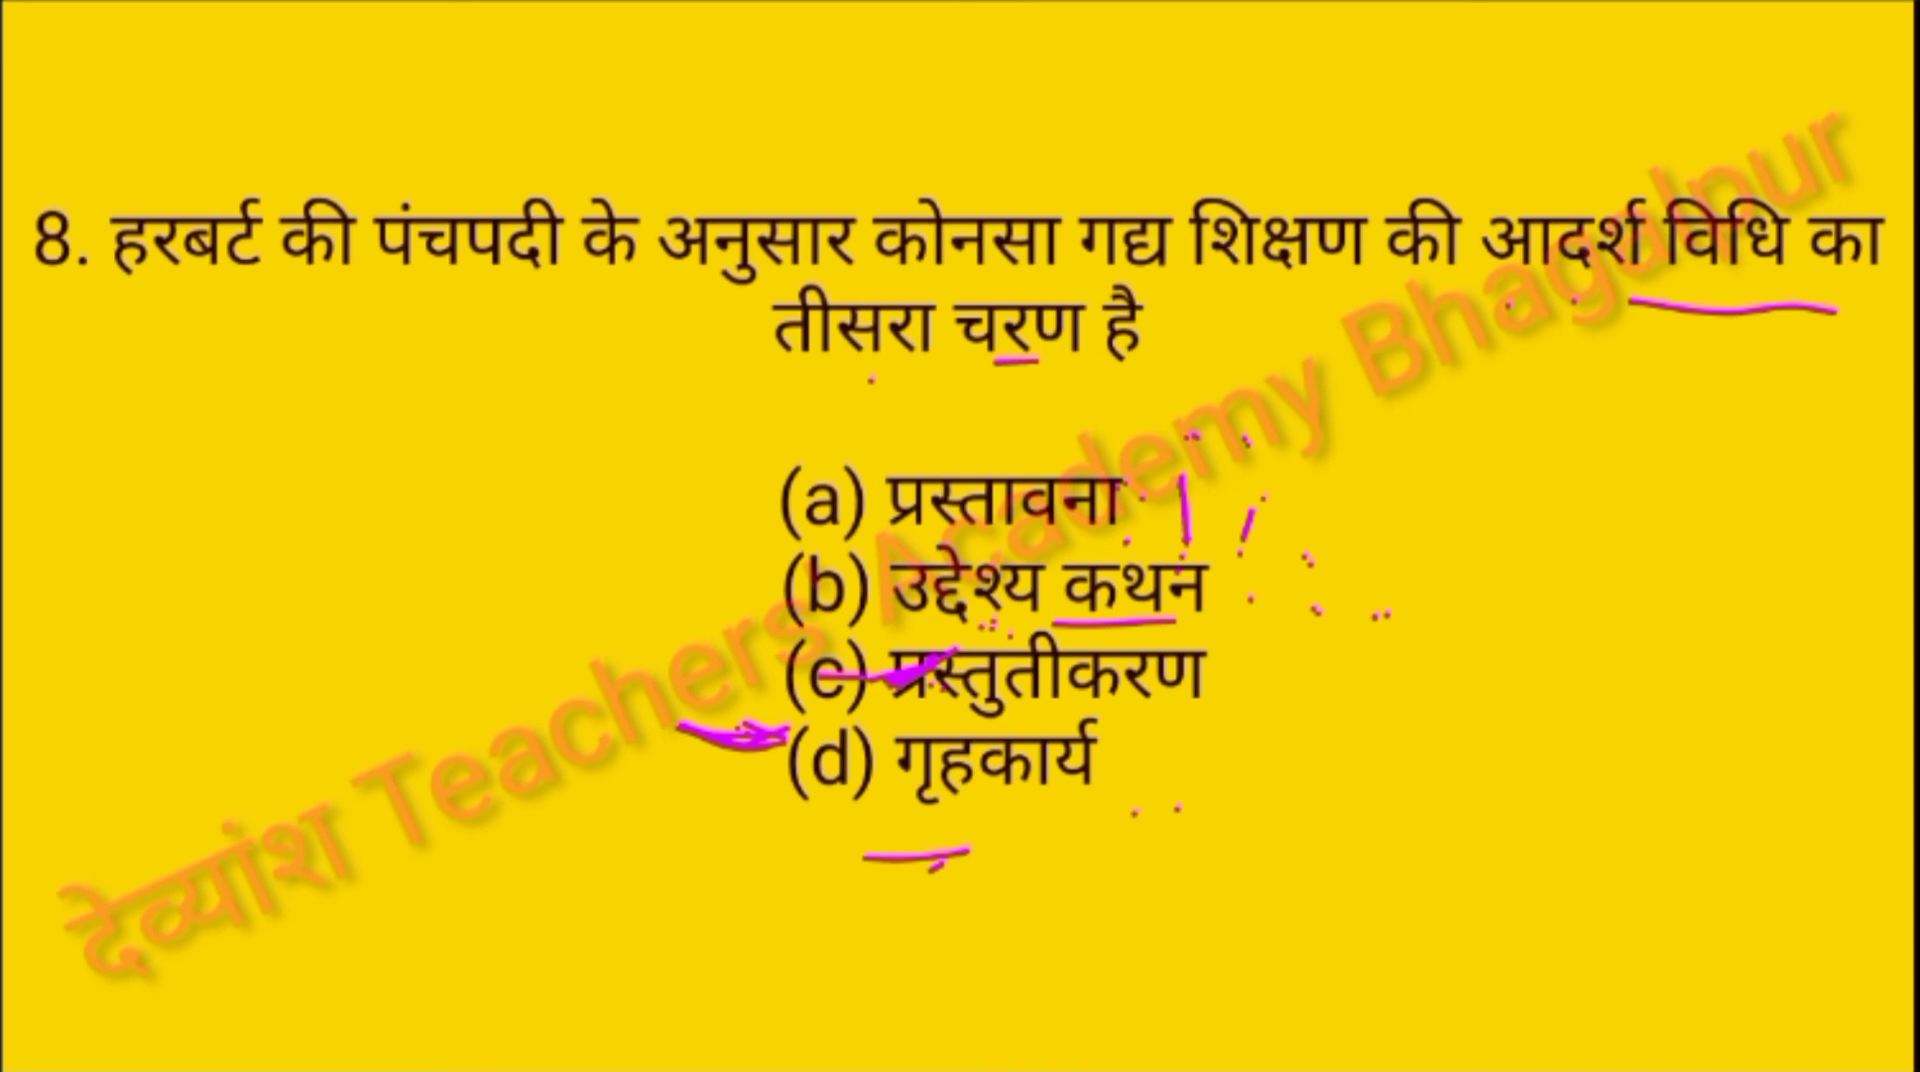 8. हरबर्ट की पंचपदी के अनुसार कोनसा गद्य शिक्षण की आदर्श विधि का
तीसरा चरण है
(a) प्रस्तावना
(b) उद्देश्य कथन
(c) प्रस्तुतीकरण
(d) गृहकार्य
देव्यांश Teachers Academy Bhagalpur